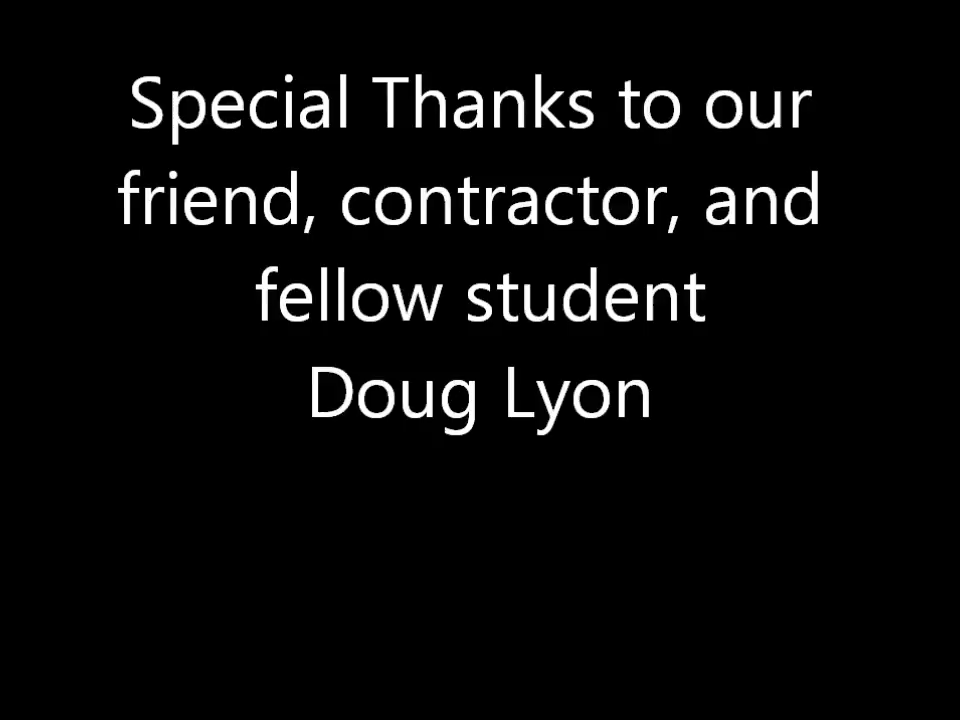 Special Thanks to our
friend, contractor, and
fellow student
Doug Lyon